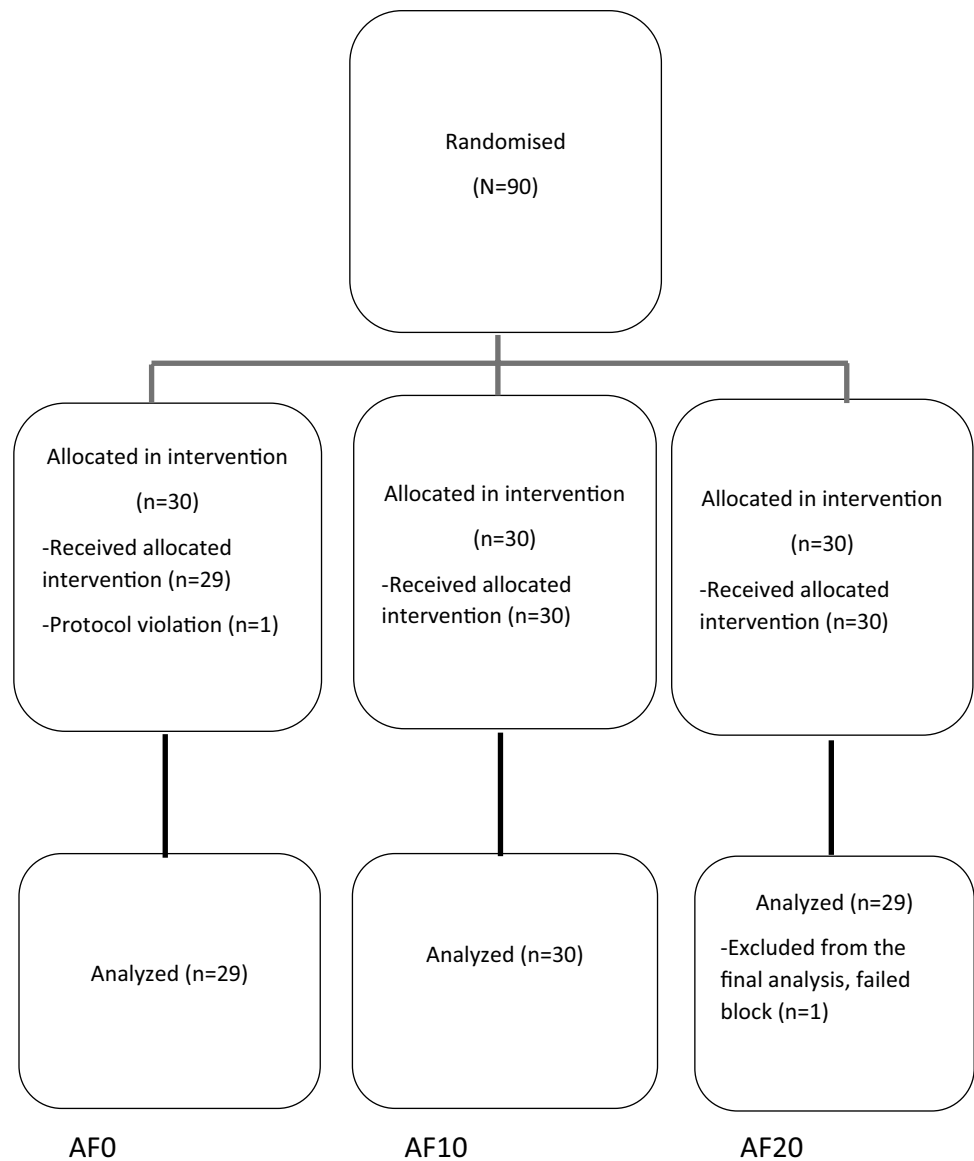 Randomised
(N=90)
Allocated in intervention
(n=30)
-Received allocated
intervention (n=29)
-Protocol violation (n=1)
Allocated in intervention
(n=30)
-Received allocated
intervention (n=30)
Allocated in intervention
(n=30)
-Received allocated
intervention (n=30)
Analyzed (n=29)
Analyzed (n=30)
Analyzed (n=29)
-Excluded from the
final analysis, failed
block (n=1)
AF0
AF10
AF20